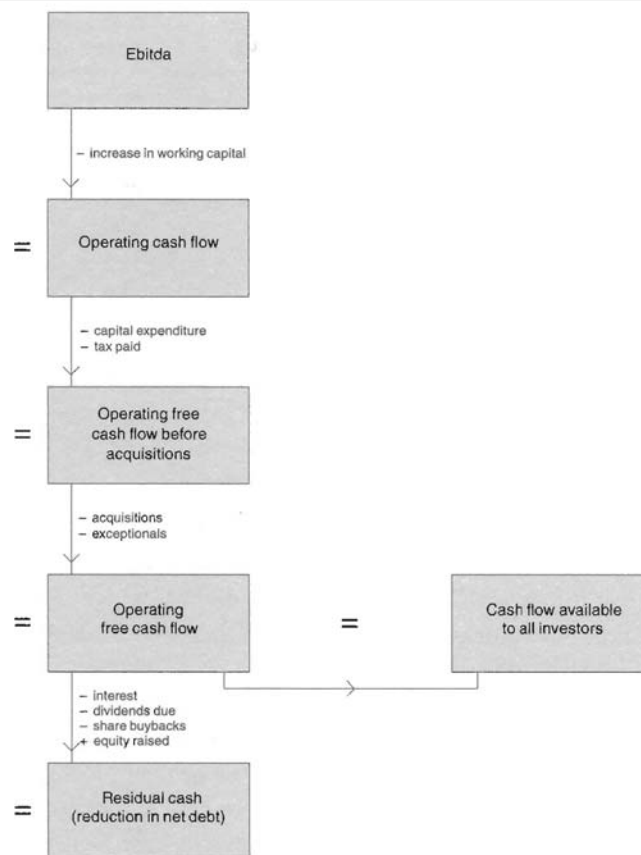 Ebitda
– increase in working capital
=
Operating cash flow
– capital expenditure
– tax paid
=
Operating free
cash flow before
acquisitions
– acquisitions
– exceptionals
=
Operating
free cash flow
=
Cash flow available
to all investors
– interest
– dividends due
– share buybacks
+ equity raised
=
Residual cash
(reduction in net debt)